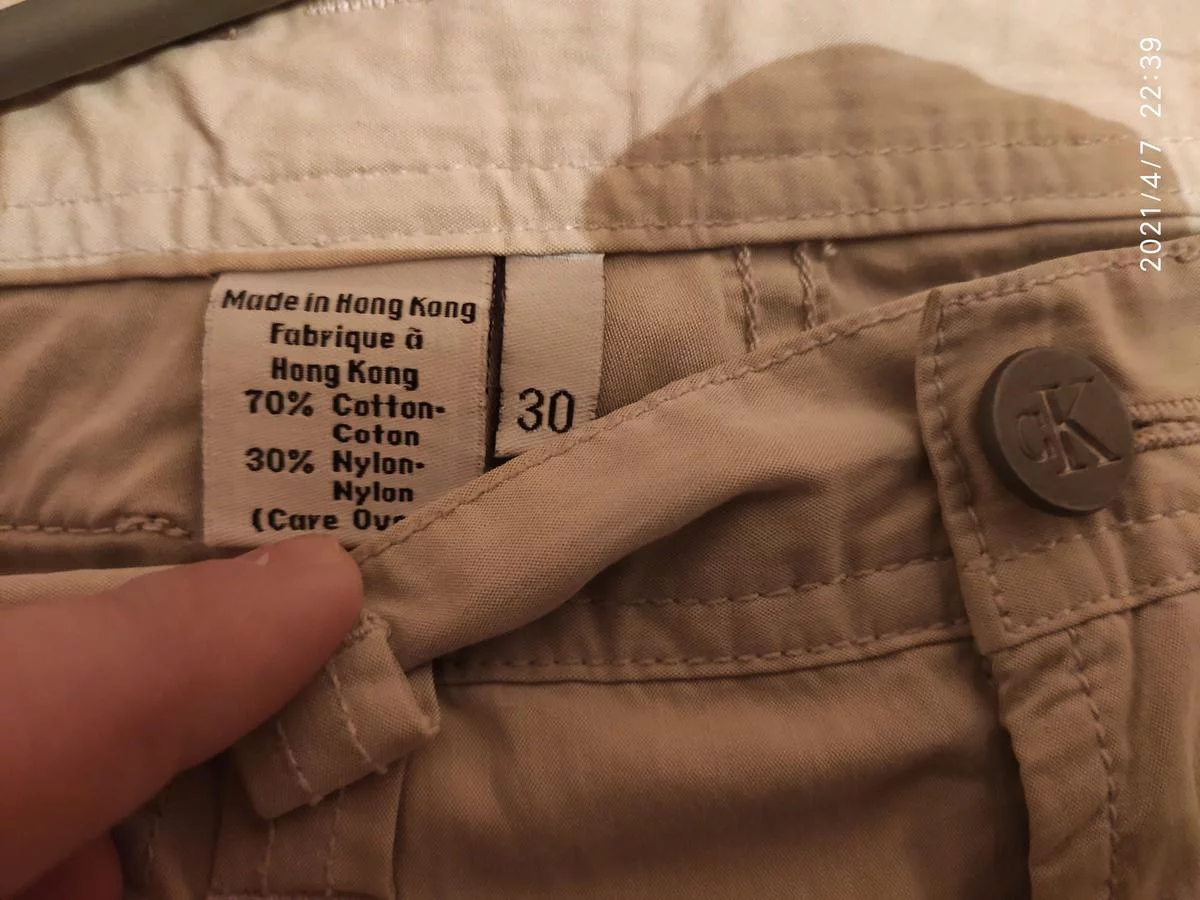 Made in Hong Kong
Fabrique à
Hong Kong
70% Cotton-
Coton
30% Nylon-
Nylon
(Care
30
CK
2021/4/7 22:39